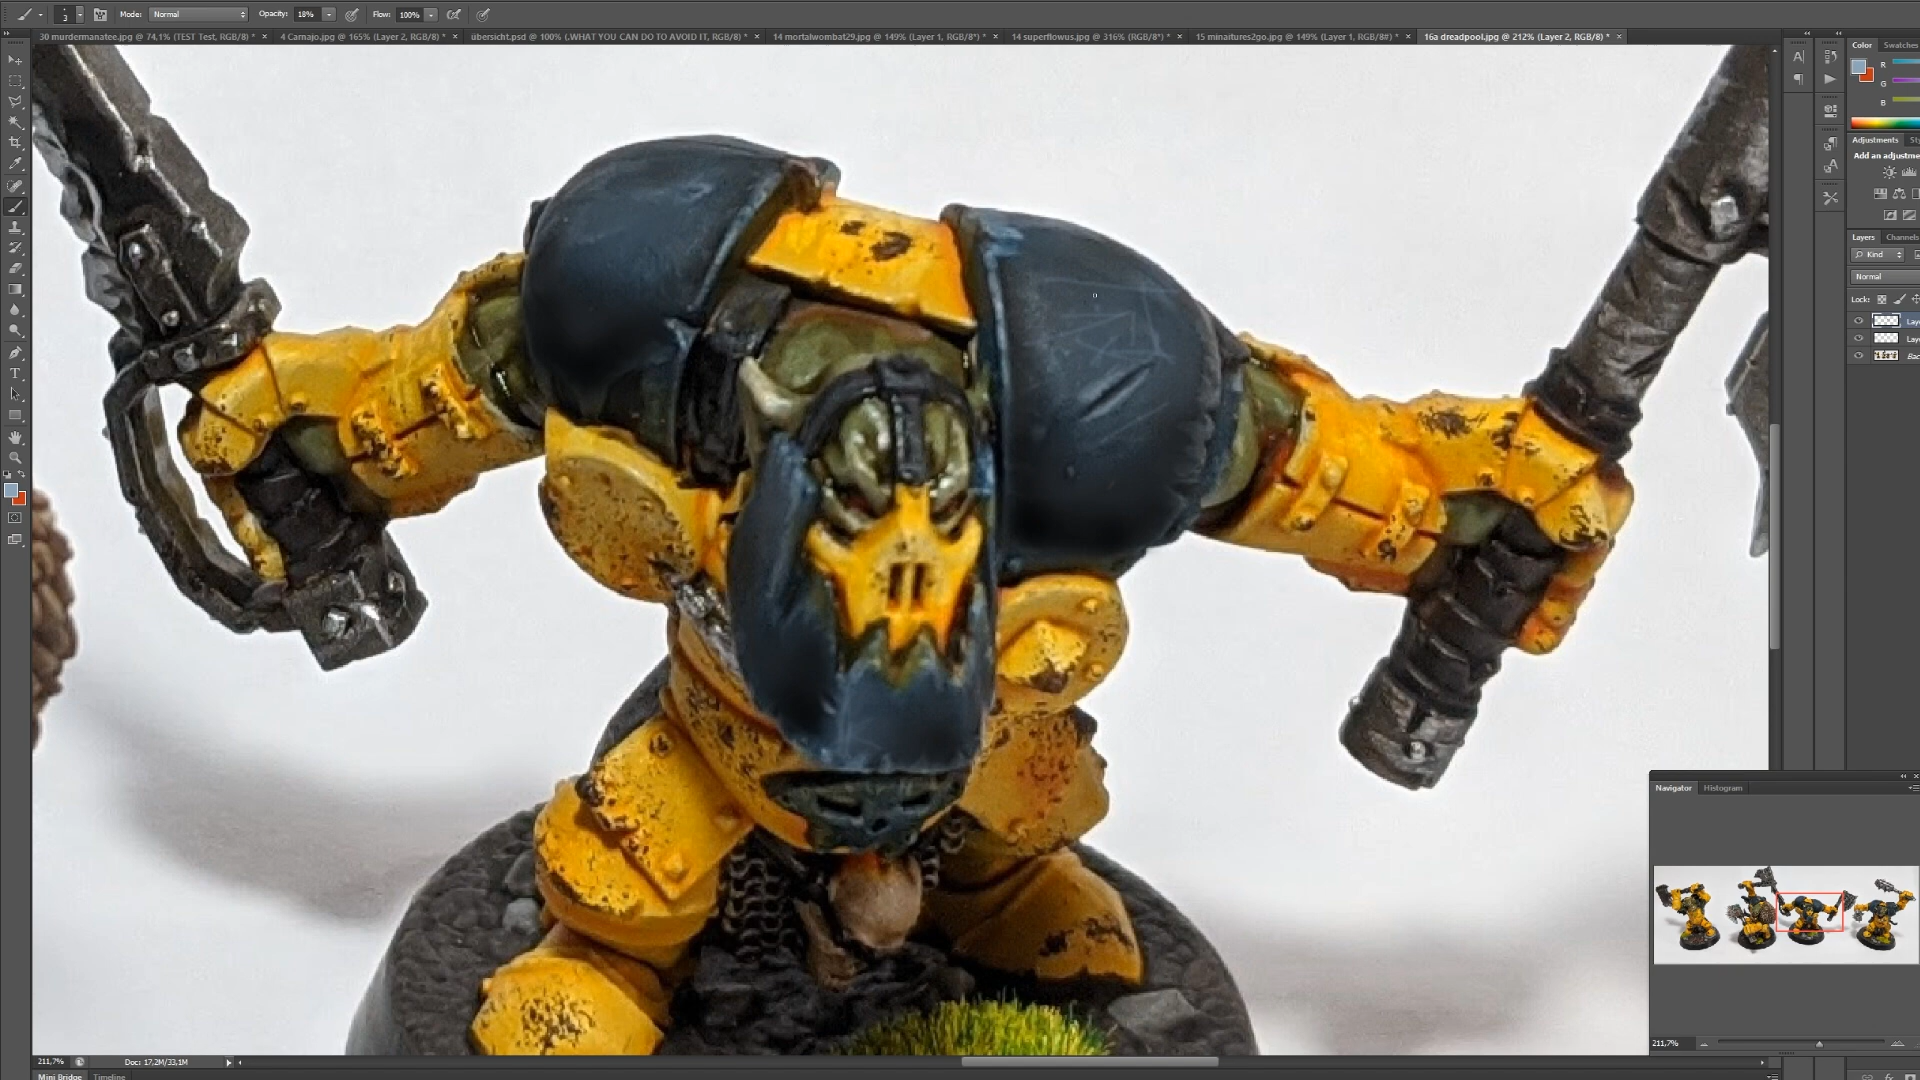 3 Mode: Normal Opacity: 18% Flow: 100%
30 murdermanatee.jpg @ 74,1% (TEST Test, RGB/8) * × 4 Carnajo.jpg @ 165% (Layer 2, RGB/8) * × übersicht.psd @ 100% (,WHAT YOU CAN DO TO AVOID IT, RGB/8) * × 14 mortalwombat29.jpg @ 149% (Layer 1, RGB/8*) * × 14 superflowus.jpg @ 316% (RGB/8*) * × 15 minaitures2go.jpg @ 149% (Layer 1, RGB/8#) * × 16a dreadpool.jpg @ 212% (Layer 2, RGB/8) * ×
Color Swatches
R
G
B
Adjustments
Add an adjustme
Layers Channels
Kind
Normal
Lock:
Laye
Laye
Bac
Navigator Histogram
211,7%
211,7% Doc: 17,2M/33,1M
Mini Bridge Timeline